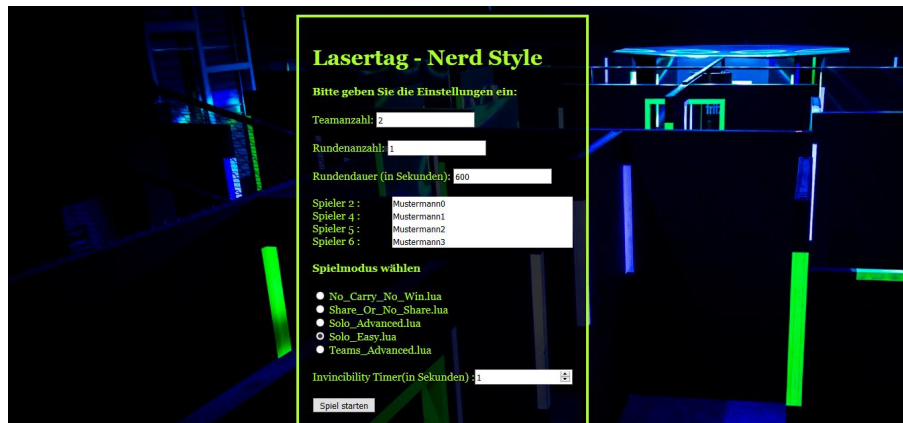 Lasertag - Nerd Style
Bitte geben Sie die Einstellungen ein:
Teamanzahl: 2
Rundenanzahl: 1
Rundendauer (in Sekunden): 600
Spieler 2 : Mustermann0
Spieler 4 : Mustermann1
Spieler 5 : Mustermann2
Spieler 6 : Mustermann3
Spielmodus wählen
No_Carry_No_Win.lua
Share_Or_No_Share.lua
Solo_Advanced.lua
Solo_Easy.lua
Teams_Advanced.lua
Invincibility Timer(in Sekunden) : 1
Spiel starten